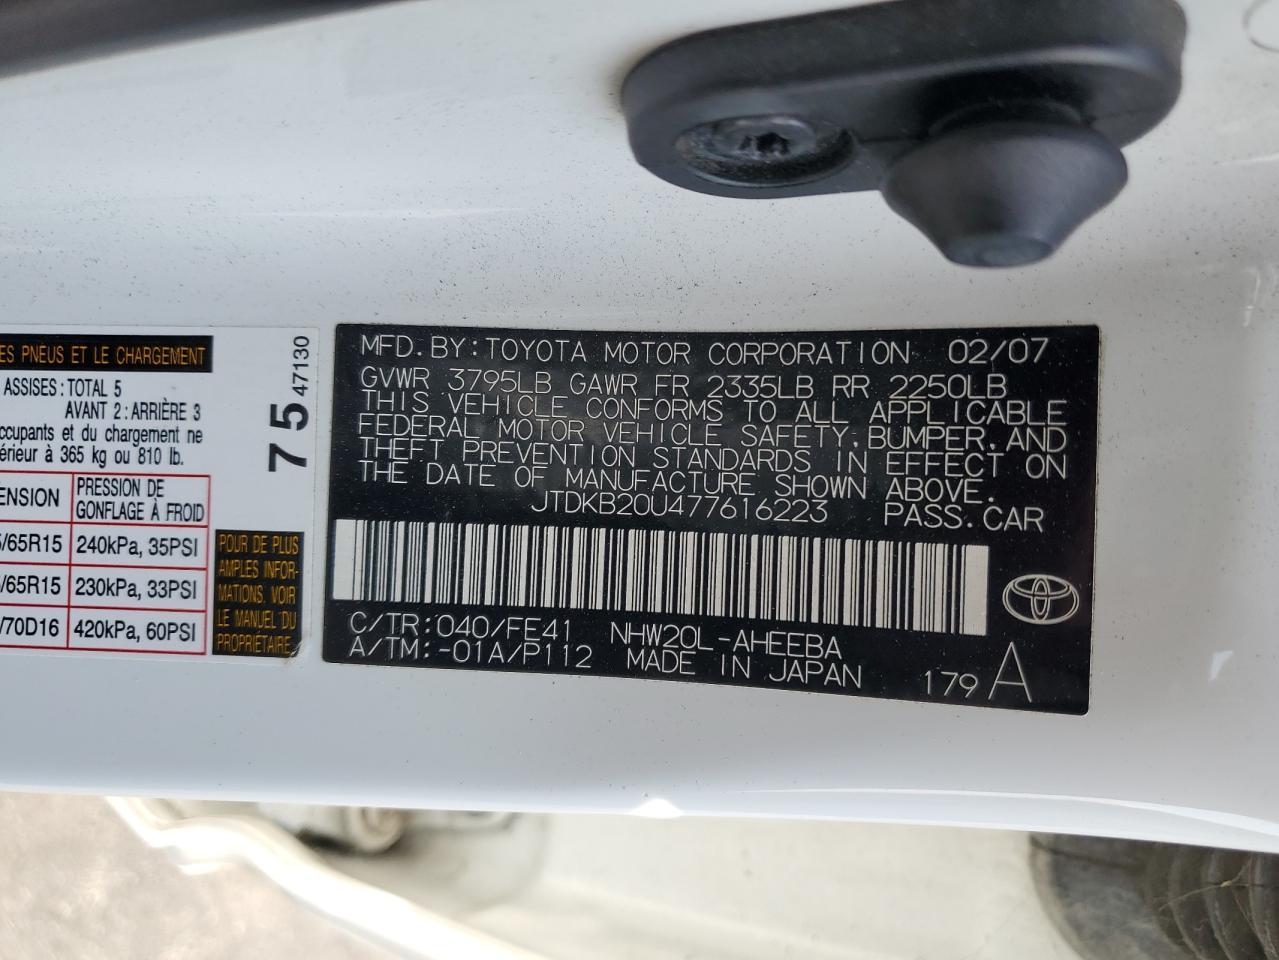 ES PNEUS ET LE CHARGEMENT
ASSISES: TOTAL 5
AVANT 2: ARRIÈRE 3
ccupants et du chargement ne
érieur à 365 kg ou 810 lb.
ENSION PRESSION DE GONFLAGE À FROID
/65R15 240kPa, 35PSI
/65R15 230kPa, 33PSI
/70D16 420kPa, 60PSI
75 47130
POUR DE PLUS
AMPLES INFOR-
MATIONS, VOIR
LE MANUEL DU
PROPRIÉTAIRE.
MFD. BY: TOYOTA MOTOR CORPORATION 02/07
GVWR 3795LB GAWR FR 2335LB RR 2250LB
THIS VEHICLE CONFORMS TO ALL APPLICABLE
FEDERAL MOTOR VEHICLE SAFETY, BUMPER, AND
THEFT PREVENTION STANDARDS IN EFFECT ON
THE DATE OF MANUFACTURE SHOWN ABOVE.
JTDKB20U477616223 PASS. CAR
C/TR: 040/FE41 NHW20L-AHEEBA
A/TM: -01A/P112 MADE IN JAPAN 179 A